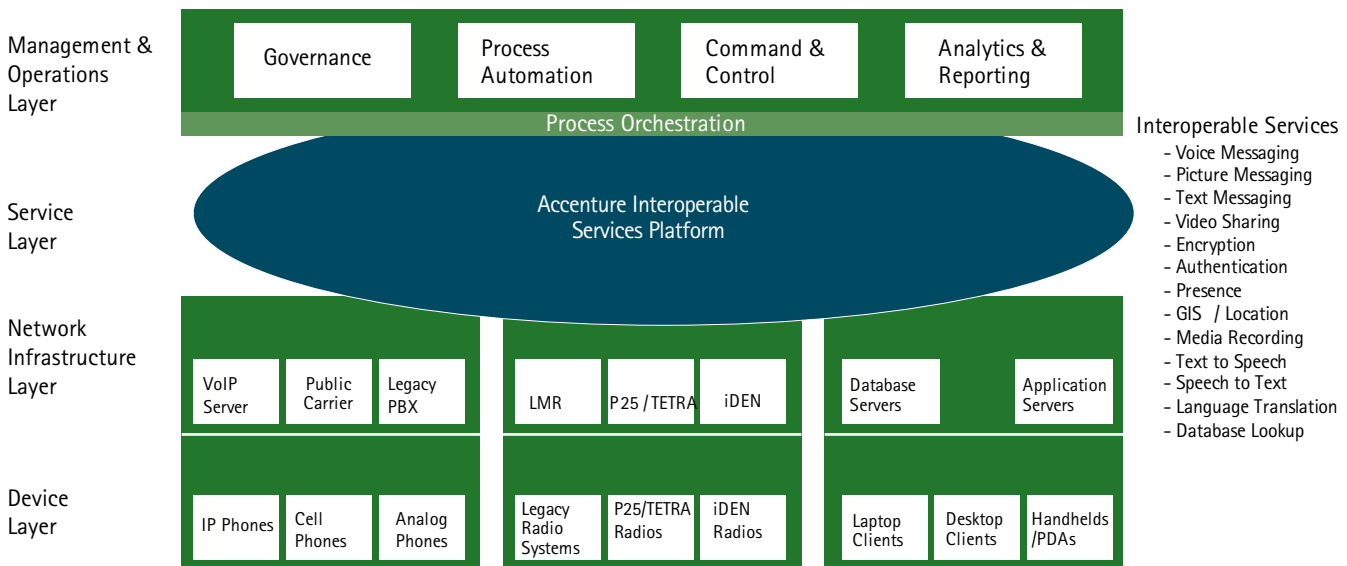 Management &
Operations
Layer
Governance
Process
Automation
Command &
Control
Analytics &
Reporting
Process Orchestration
Interoperable Services
- Voice Messaging
- Picture Messaging
- Text Messaging
- Video Sharing
- Encryption
- Authentication
- Presence
- GIS / Location
- Media Recording
- Text to Speech
- Speech to Text
- Language Translation
- Database Lookup
Service
Layer
Accenture Interoperable
Services Platform
Network
Infrastructure
Layer
VoIP
Server
Public
Carrier
Legacy
PBX
LMR
P25 / TETRA
iDEN
Database
Servers
Application
Servers
Device
Layer
IP Phones
Cell
Phones
Analog
Phones
Legacy
Radio
Systems
P25/TETRA
Radios
iDEN
Radios
Laptop
Clients
Desktop
Clients
Handhelds
/PDAs